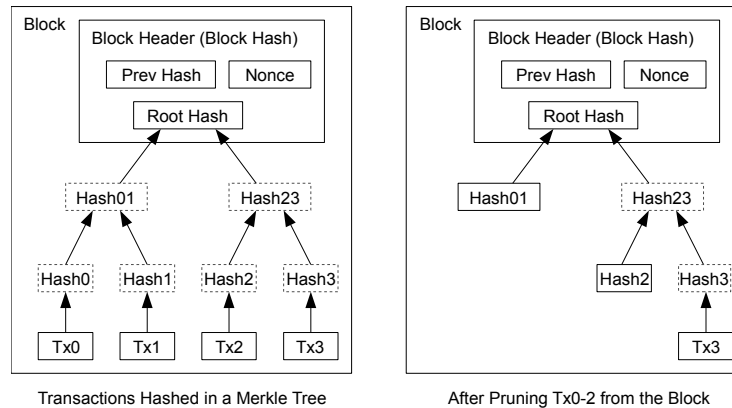 Block
Block Header (Block Hash)
Prev Hash
Nonce
Root Hash
Hash01
Hash23
Hash0
Hash1
Hash2
Hash3
Tx0
Tx1
Tx2
Tx3
Transactions Hashed in a Merkle Tree
Block
Block Header (Block Hash)
Prev Hash
Nonce
Root Hash
Hash01
Hash23
Hash2
Hash3
Tx3
After Pruning Tx0-2 from the Block